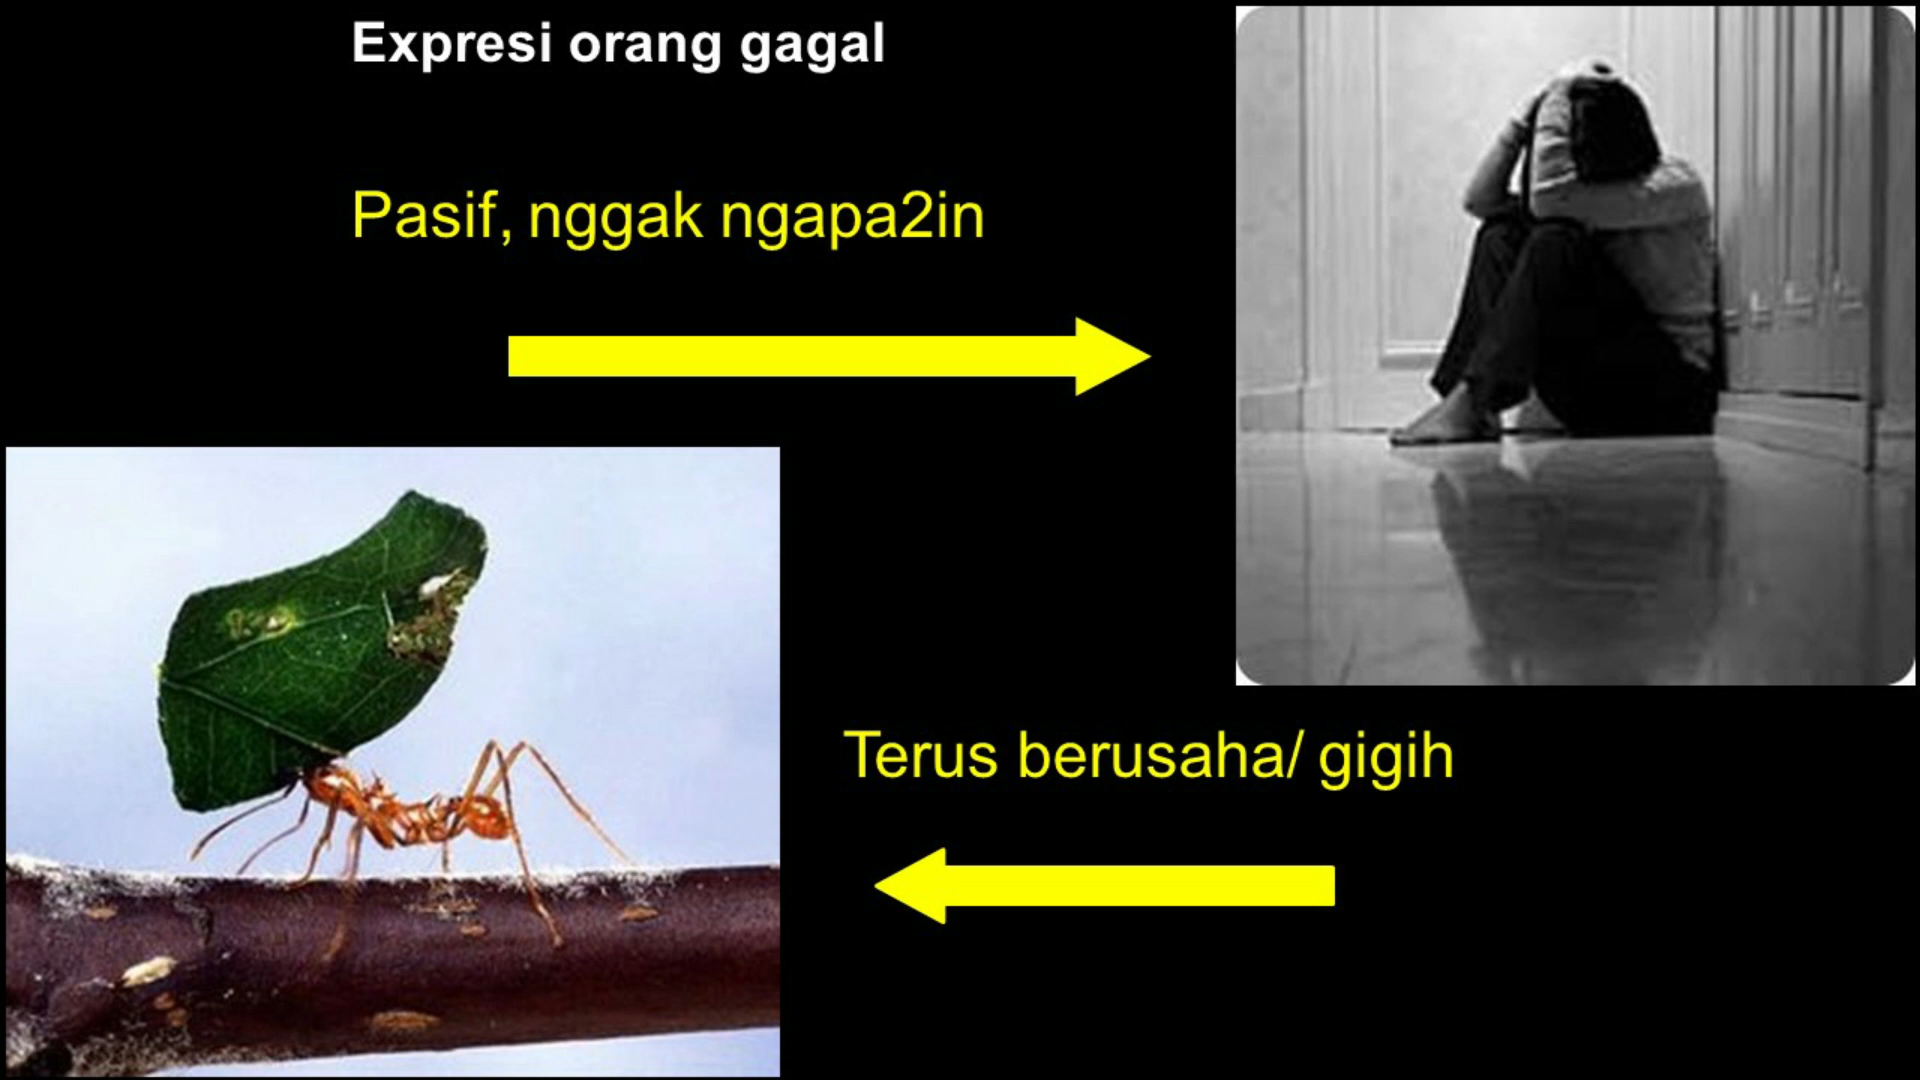 Expresi orang gagal
Pasif, nggak ngapa2in
Terus berusaha/ gigih